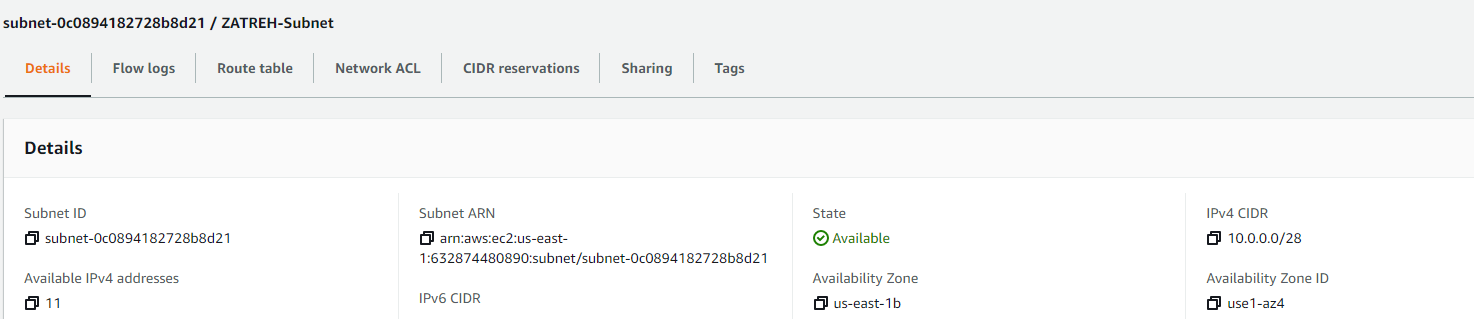 subnet-0c0894182728b8d21 / ZATREH-Subnet
Details
Flow logs
Route table
Network ACL
CIDR reservations
Sharing
Tags
Details
Subnet ID
subnet-0c0894182728b8d21
Available IPv4 addresses
11
Subnet ARN
arn:aws:ec2:us-east-
1:632874480890:subnet/subnet-0c0894182728b8d21
IPv6 CIDR
State
Available
Availability Zone
us-east-1b
IPv4 CIDR
10.0.0.0/28
Availability Zone ID
use1-az4